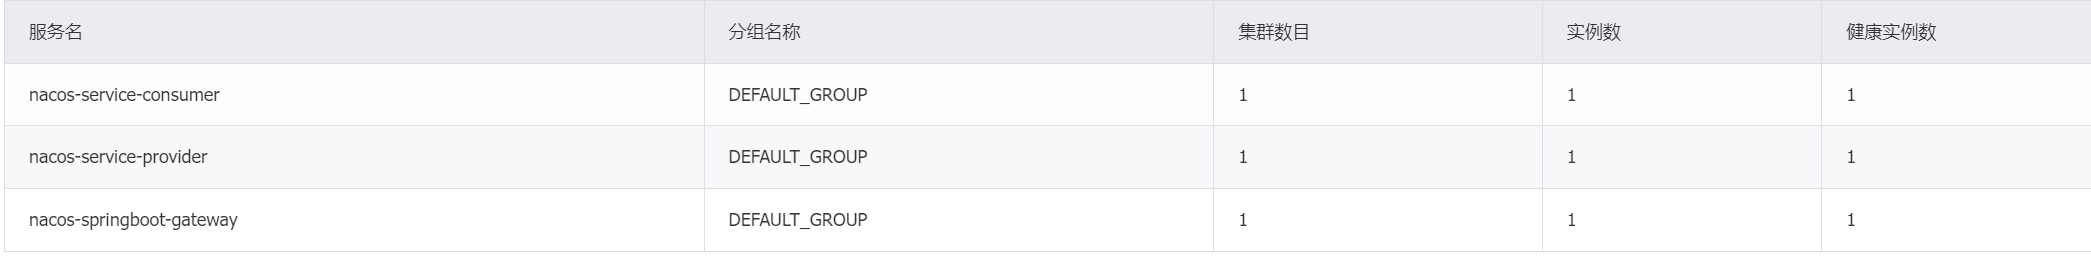 服务名 分组名称 集群数目 实例数 健康实例数
nacos-service-consumer DEFAULT_GROUP 1 1 1
nacos-service-provider DEFAULT_GROUP 1 1 1
nacos-springboot-gateway DEFAULT_GROUP 1 1 1